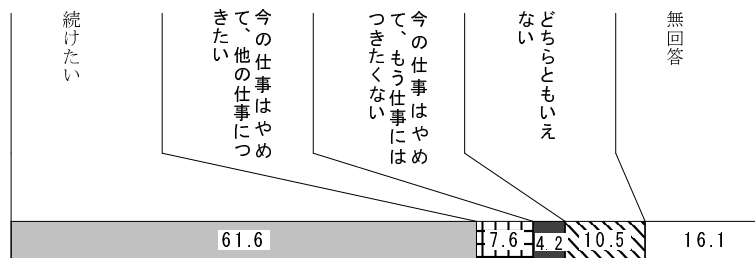 続けたい
今の仕事はやめ
て、他の仕事につ
きたい
今の仕事はやめ
て、もう仕事には
つきたくない
どちらともいえ
ない
無回答
61.6
7.6
4.2
10.5
16.1